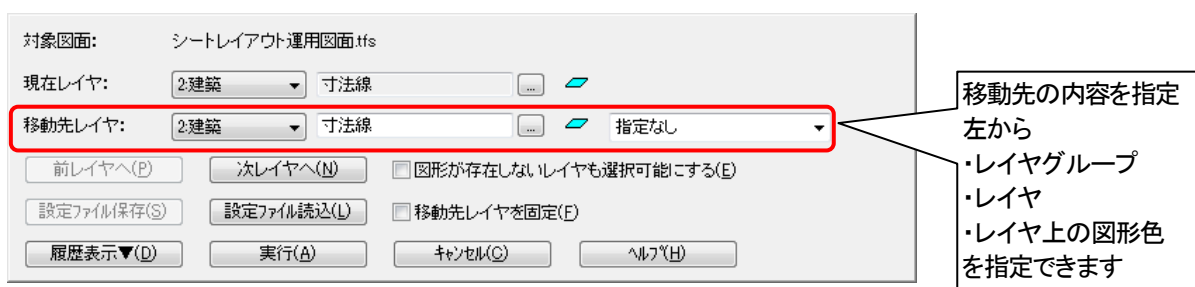 対象図面: シートレイアウト運用図面.tfs
現在レイヤ: 2:建築 寸法線 ...
移動先レイヤ: 2:建築 寸法線 ... 指定なし
前レイヤへ(P) 次レイヤへ(N) 図形が存在しないレイヤも選択可能にする(E)
設定ファイル保存(S) 設定ファイル読込(L) 移動先レイヤを固定(F)
履歴表示▼(D) 実行(A) キャンセル(C) ヘルプ(H)
移動先の内容を指定
左から
・レイヤグループ
・レイヤ
・レイヤ上の図形色
を指定できます